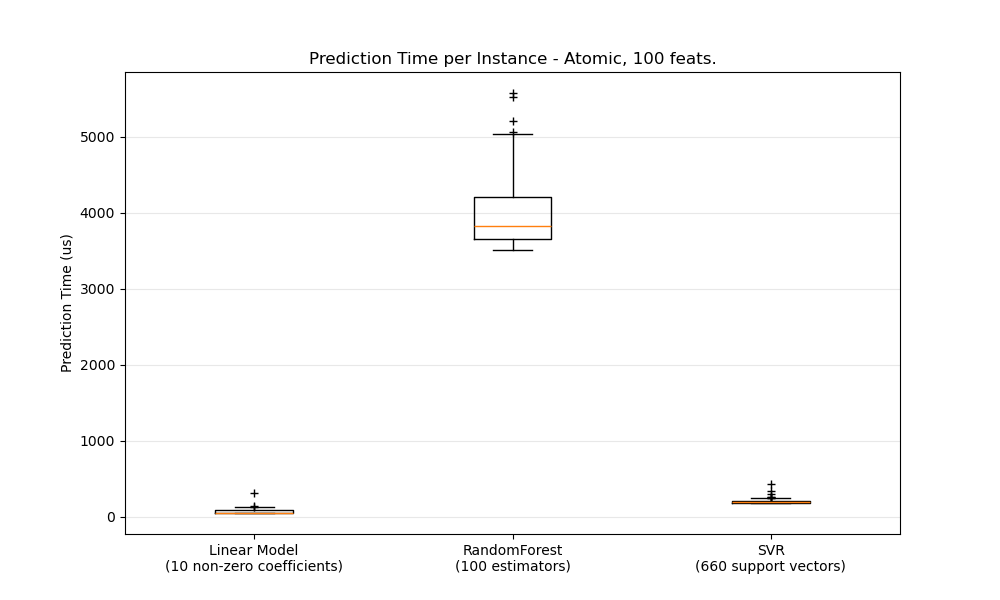 Prediction Time per Instance - Atomic, 100 feats.
Prediction Time (us)
5000
4000
3000
2000
1000
0
Linear Model
(10 non-zero coefficients)
RandomForest
(100 estimators)
SVR
(660 support vectors)